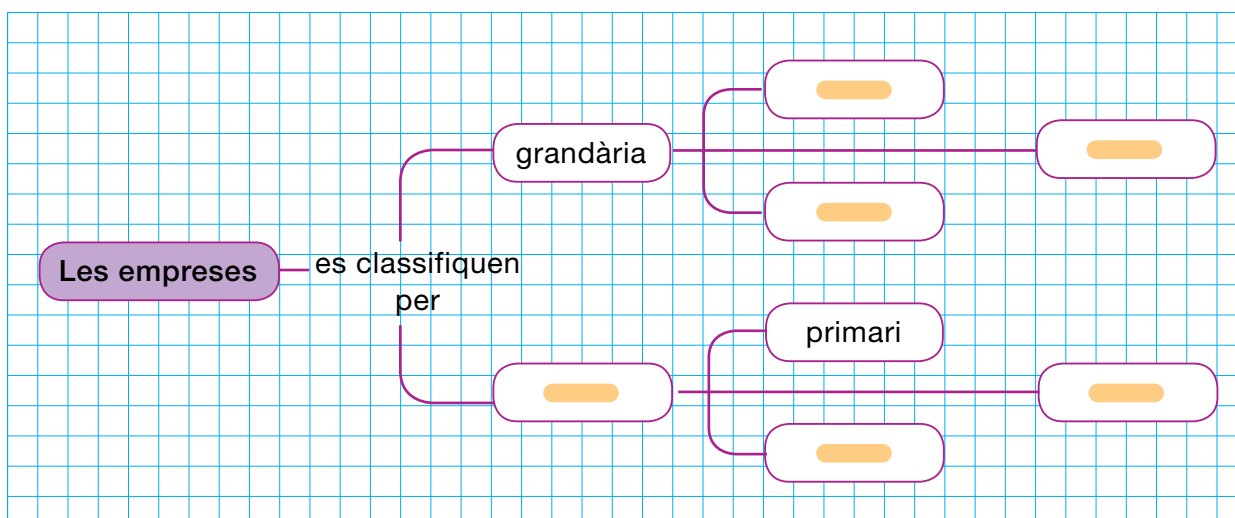 grandària
Les empreses
es classifiquen
per
primari